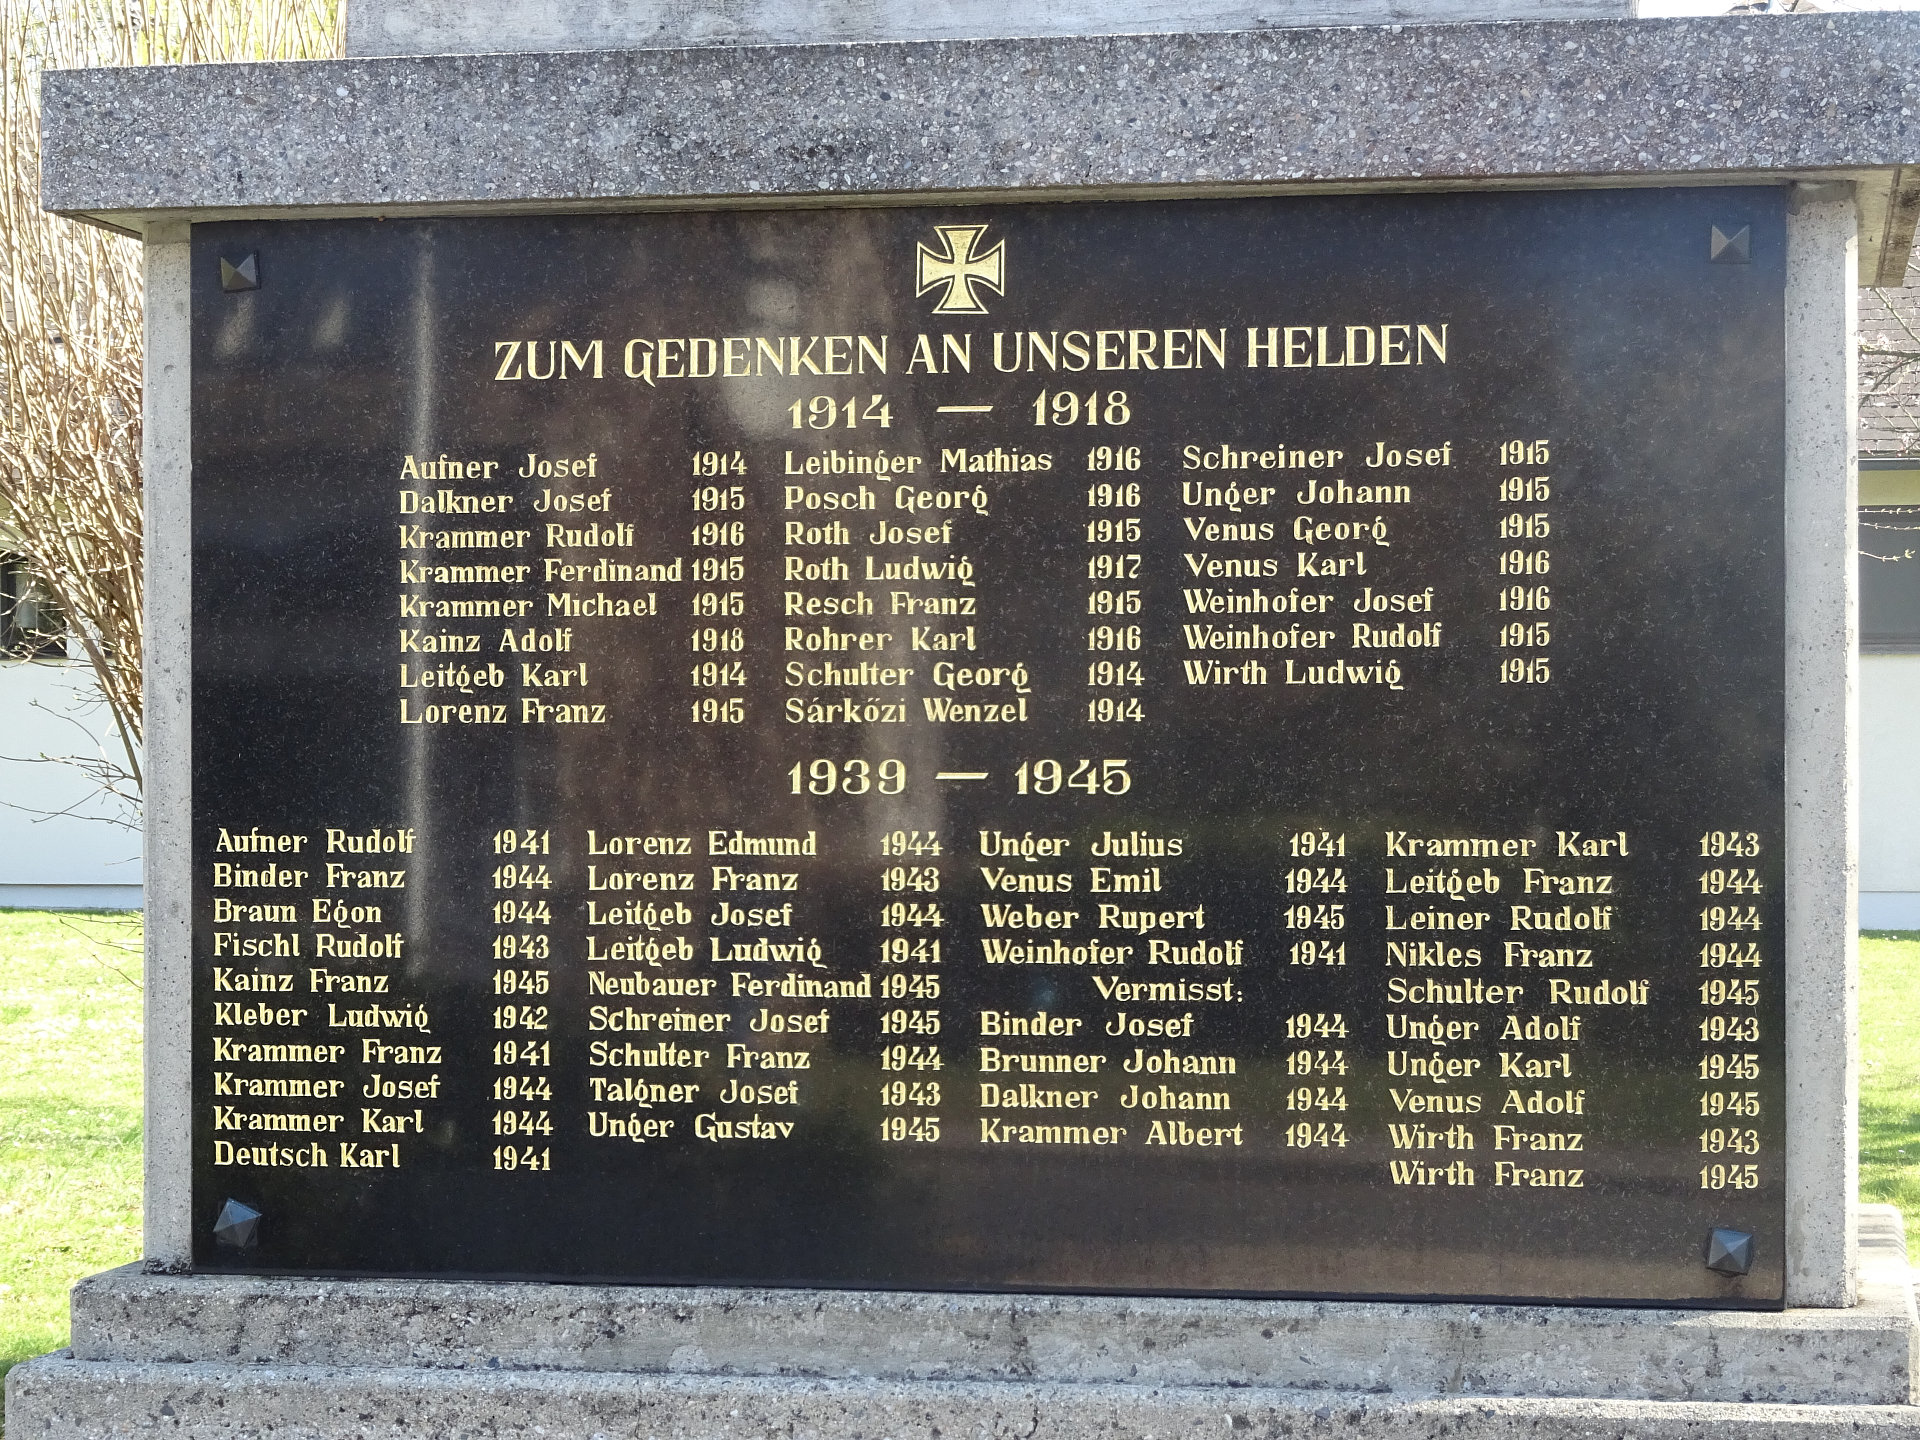 ZUM GEDENKEN AN UNSEREN HELDEN
1914 — 1918
Aufner Josef 1914
Dalkner Josef 1915
Krammer Rudolf 1916
Krammer Ferdinand 1915
Krammer Michael 1915
Kainz Adolf 1918
Leitgeb Karl 1914
Lorenz Franz 1915
Leibinger Mathias 1916
Posch Georg 1916
Roth Josef 1915
Roth Ludwig 1917
Resch Franz 1915
Rohrer Karl 1916
Schulter Georg 1914
Sárkőzi Wenzel 1914
Schreiner Josef 1915
Unger Johann 1915
Venus Georg 1915
Venus Karl 1916
Weinhofer Josef 1916
Weinhofer Rudolf 1915
Wirth Ludwig 1915
1939 — 1945
Aufner Rudolf 1941
Binder Franz 1944
Braun Egon 1944
Fischl Rudolf 1943
Kainz Franz 1945
Kleber Ludwig 1942
Krammer Franz 1941
Krammer Josef 1944
Krammer Karl 1944
Deutsch Karl 1941
Lorenz Edmund 1944
Lorenz Franz 1943
Leitgeb Josef 1944
Leitgeb Ludwig 1941
Neubauer Ferdinand 1945
Schreiner Josef 1945
Schulter Franz 1944
Talgner Josef 1943
Unger Gustav 1945
Unger Julius 1941
Venus Emil 1944
Weber Rupert 1945
Weinhofer Rudolf 1941
Vermisst:
Binder Josef 1944
Brunner Johann 1944
Dalkner Johann 1944
Krammer Albert 1944
Krammer Karl 1943
Leitgeb Franz 1944
Leiner Rudolf 1944
Nikles Franz 1944
Schulter Rudolf 1945
Unger Adolf 1943
Unger Karl 1945
Venus Adolf 1945
Wirth Franz 1943
Wirth Franz 1945